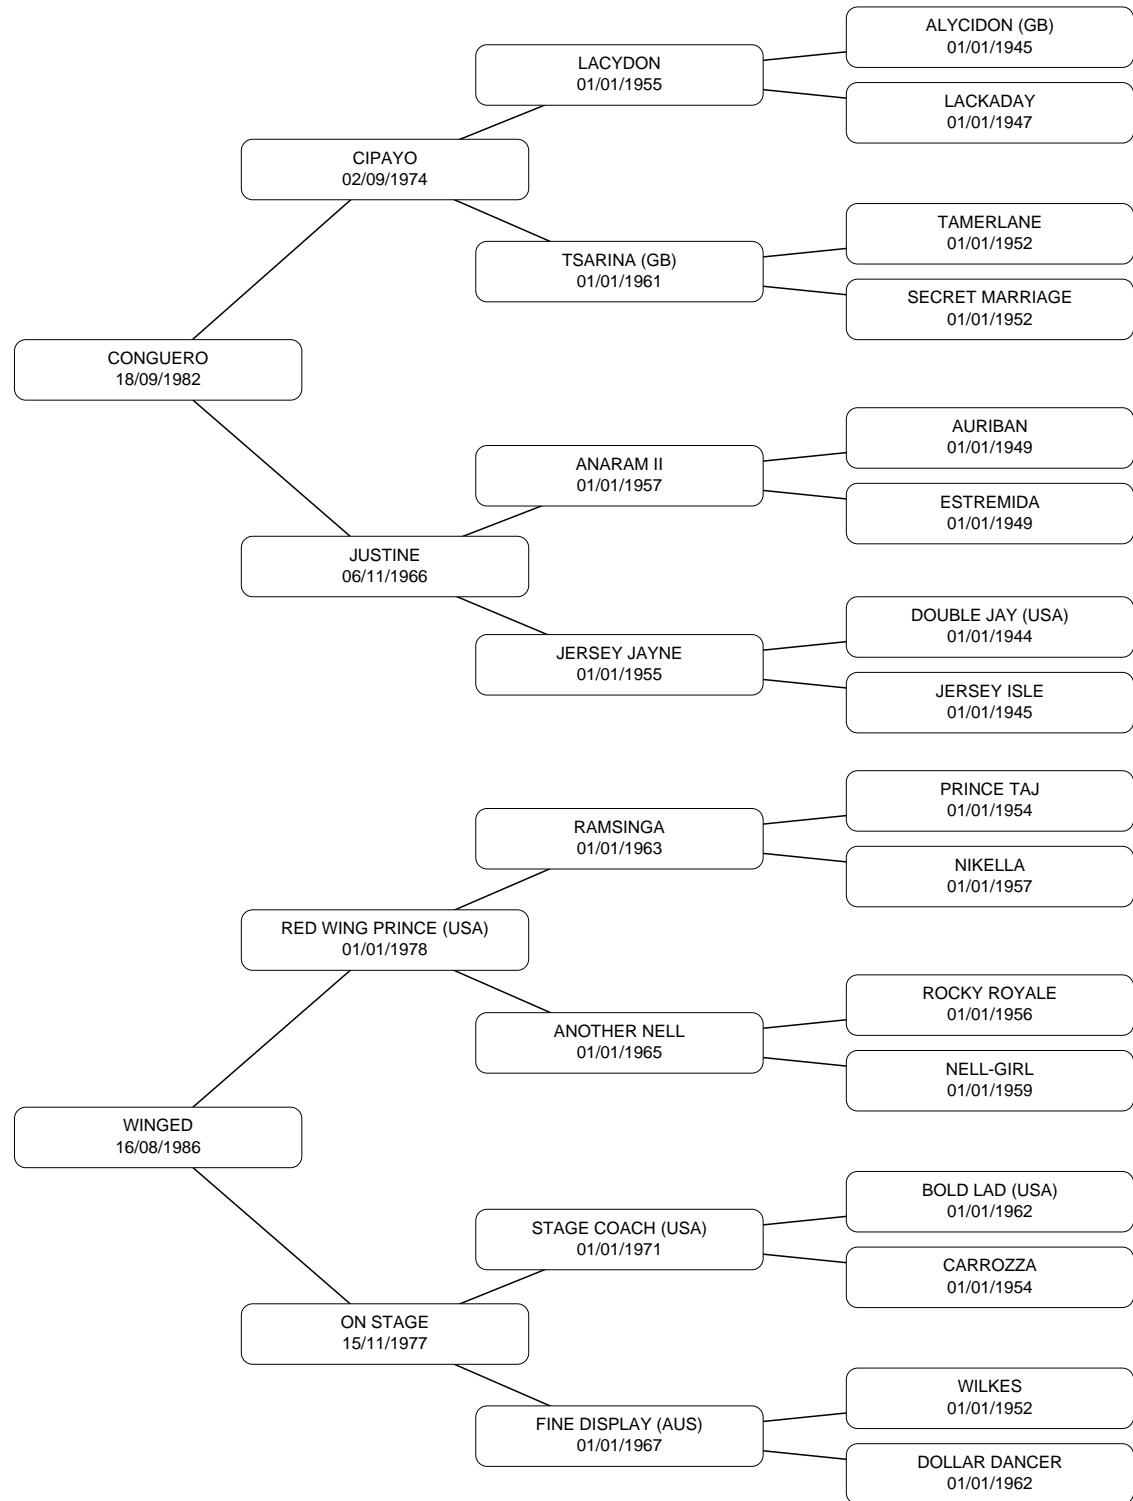 ALYCIDON (GB)
01/01/1945
LACYDON
01/01/1955
LACKADAY
01/01/1947
CIPAYO
02/09/1974
TAMERLANE
01/01/1952
TSARINA (GB)
01/01/1961
SECRET MARRIAGE
01/01/1952
CONGUERO
18/09/1982
AURIBAN
01/01/1949
ANARAM II
01/01/1957
ESTREMIDA
01/01/1949
JUSTINE
06/11/1966
DOUBLE JAY (USA)
01/01/1944
JERSEY JAYNE
01/01/1955
JERSEY ISLE
01/01/1945
PRINCE TAJ
01/01/1954
RAMSINGA
01/01/1963
NIKELLA
01/01/1957
RED WING PRINCE (USA)
01/01/1978
ROCKY ROYALE
01/01/1956
ANOTHER NELL
01/01/1965
NELL-GIRL
01/01/1959
WINGED
16/08/1986
BOLD LAD (USA)
01/01/1962
STAGE COACH (USA)
01/01/1971
CARROZZA
01/01/1954
ON STAGE
15/11/1977
WILKES
01/01/1952
FINE DISPLAY (AUS)
01/01/1967
DOLLAR DANCER
01/01/1962